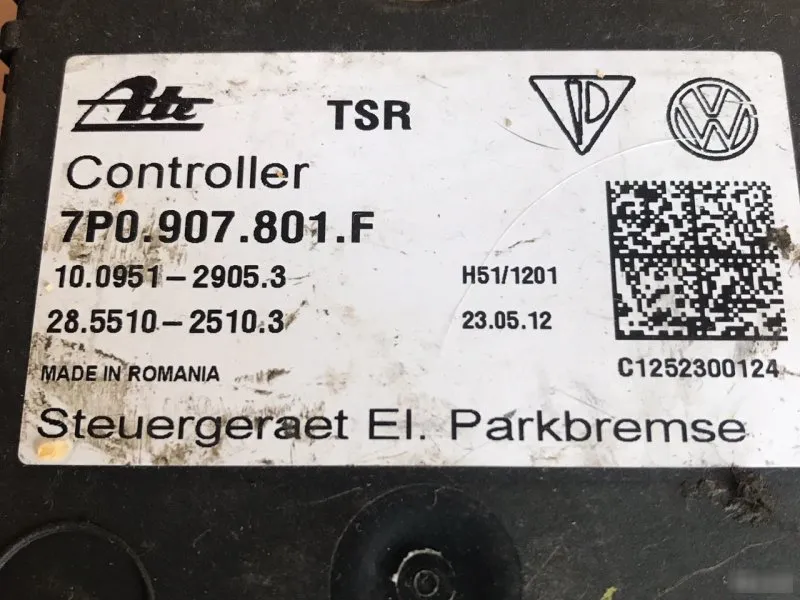 Ate TSR
Controller
7P0.907.801.F
10.0951-2905.3 H51/1201
28.5510-2510.3 23.05.12
MADE IN ROMANIA C1252300124
Steuergeraet El. Parkbremse